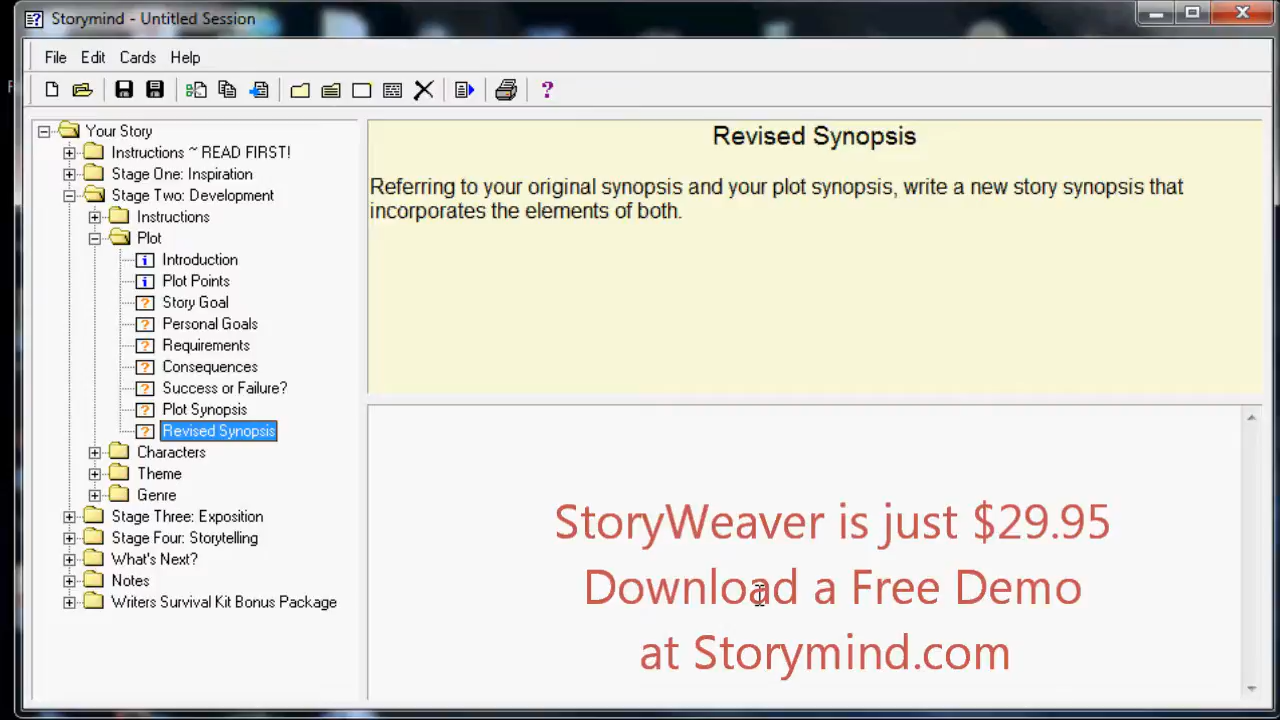 Storymind - Untitled Session
File Edit Cards Help
Your Story
Instructions ~ READ FIRST!
Stage One: Inspiration
Stage Two: Development
Instructions
Plot
Introduction
Plot Points
Story Goal
Personal Goals
Requirements
Consequences
Success or Failure?
Plot Synopsis
Revised Synopsis
Characters
Theme
Genre
Stage Three: Exposition
Stage Four: Storytelling
What's Next?
Notes
Writers Survival Kit Bonus Package
Revised Synopsis
Referring to your original synopsis and your plot synopsis, write a new story synopsis that
incorporates the elements of both.
StoryWeaver is just $29.95
Download a Free Demo
at Storymind.com